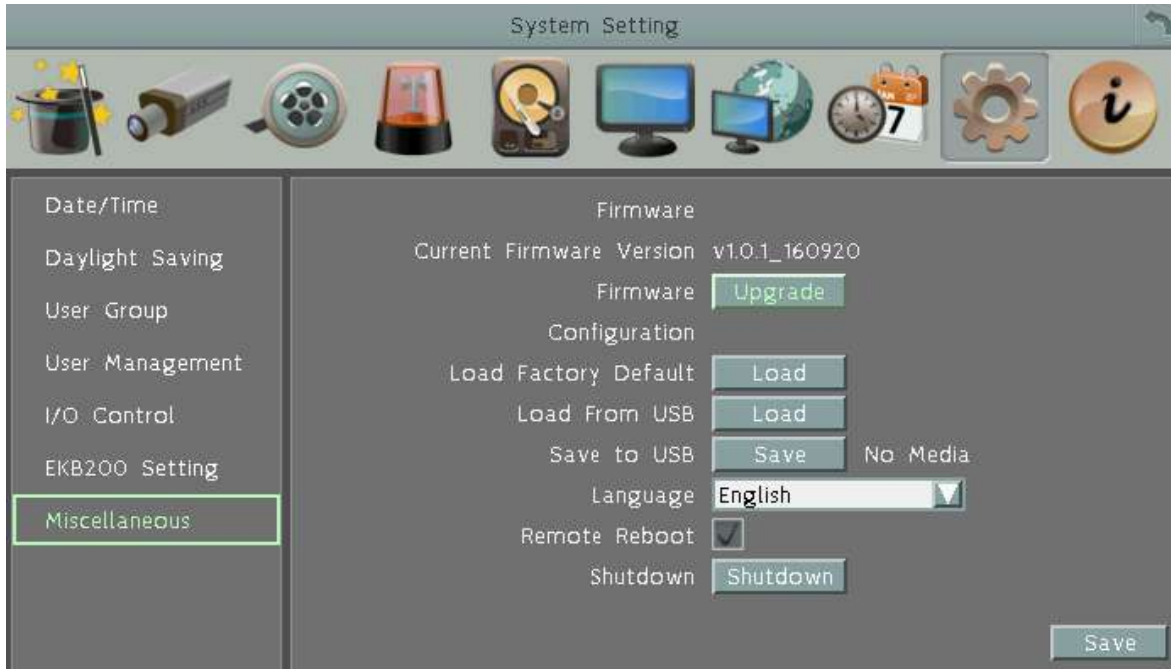 System Setting
JAN
7
i
Date/Time
Daylight Saving
User Group
User Management
I/O Control
EKB200 Setting
Miscellaneous
Firmware
Current Firmware Version v1.0.1_160920
Firmware Upgrade
Configuration
Load Factory Default Load
Load From USB Load
Save to USB Save No Media
Language English
Remote Reboot
Shutdown Shutdown
Save